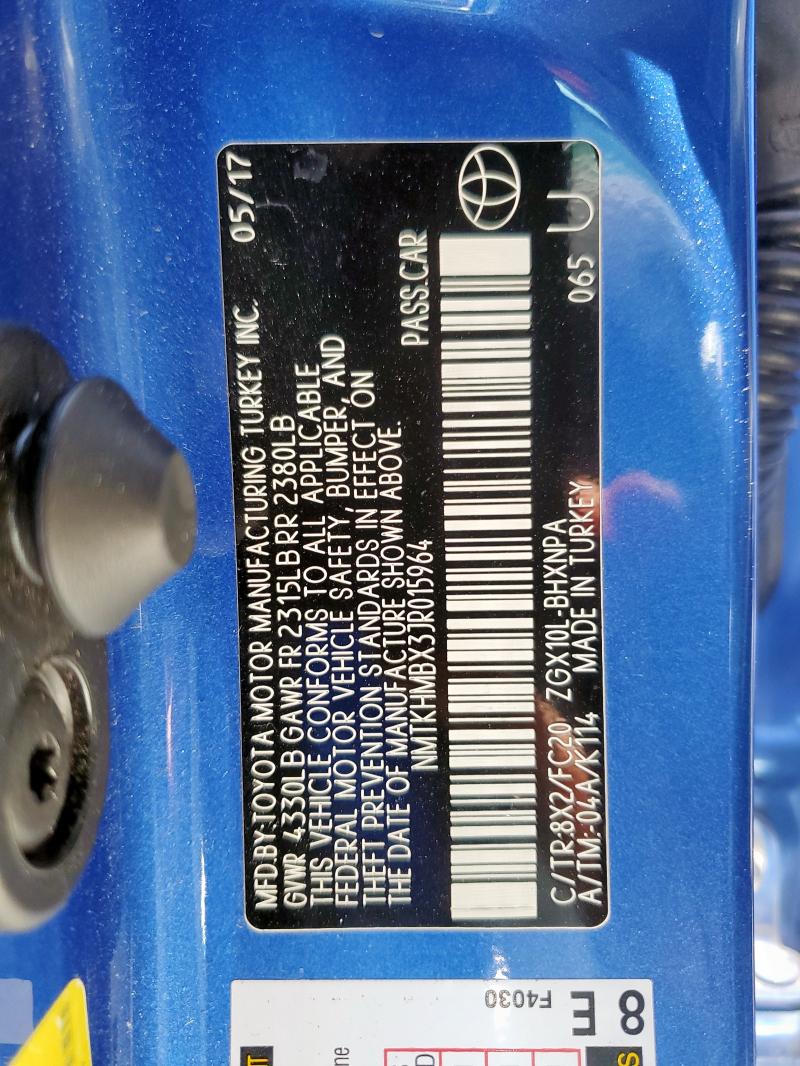 MFD.BY:TOYOTA MOTOR MANUFACTURING TURKEY INC. 05/17
GVWR 4330LB GAWR FR 2315LB RR 2380LB
THIS VEHICLE CONFORMS TO ALL APPLICABLE
FEDERAL MOTOR VEHICLE SAFETY, BUMPER, AND
THEFT PREVENTION STANDARDS IN EFFECT ON
THE DATE OF MANUFACTURE SHOWN ABOVE.
NMTKHMBX3JR015964 PASS.CAR
C/TR:8X2/FC20 ZGX10L-BHXNPA 065 U
A/TM:-04A/K114 MADE IN TURKEY
8
E
F4030